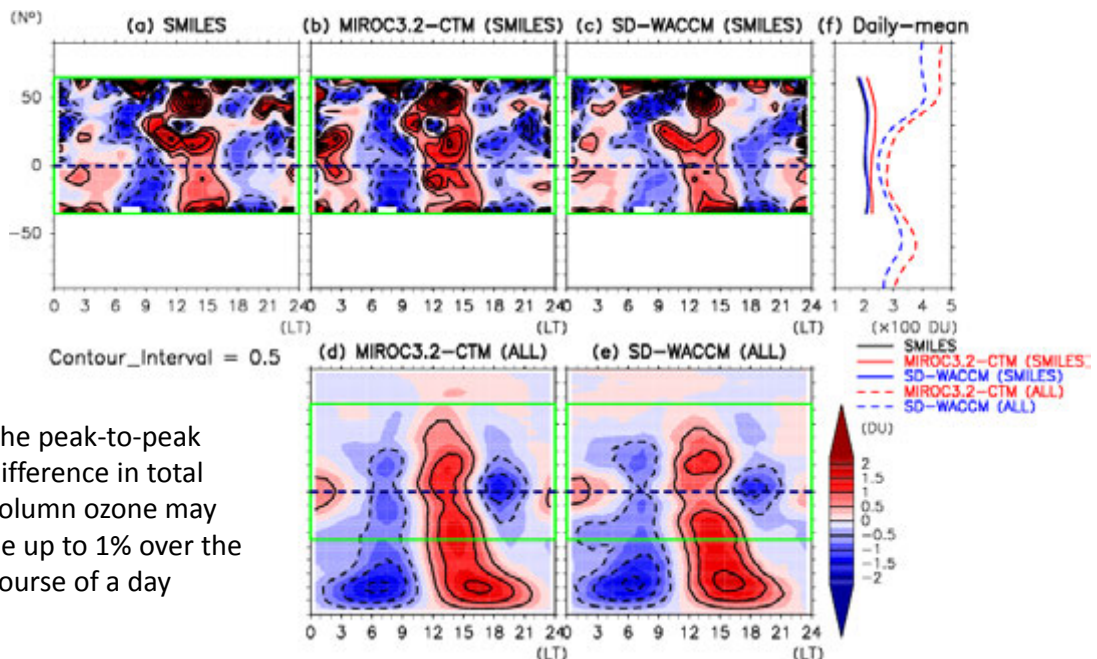 (N°) (a) SMILES (b) MIROC3.2-CTM (SMILES) (c) SD-WACCM (SMILES) (f) Daily-mean
50
0
-50
0 3 6 9 12 15 18 21 24 0 3 6 9 12 15 18 21 24 0 3 6 9 12 15 18 21 24 1 2 3 4 5
(LT) (LT) (LT) (×100 DU)
Contour_Interval = 0.5 (d) MIROC3.2-CTM (ALL) (e) SD-WACCM (ALL)
SMILES
MIROC3.2-CTM (SMILES
SD-WACCM (SMILES)
MIROC3.2-CTM (ALL)
SD-WACCM (ALL)
he peak-to-peak
ifference in total
olumn ozone may
e up to 1% over the
ourse of a day
(DU)
2
1.5
1
0.5
0
-0.5
-1
-1.5
-2
0 3 6 9 12 15 18 21 24 0 3 6 9 12 15 18 21 24
(LT) (LT)